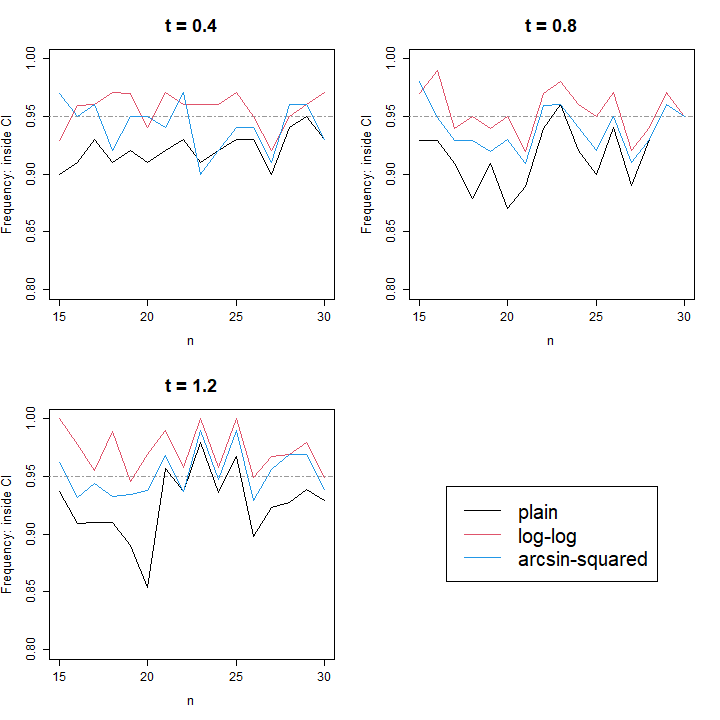 t = 0.4
Frequency: inside CI
1.00
0.95
0.90
0.85
0.80
15 20 25 30
n
t = 0.8
Frequency: inside CI
1.00
0.95
0.90
0.85
0.80
15 20 25 30
n
t = 1.2
Frequency: inside CI
1.00
0.95
0.90
0.85
0.80
15 20 25 30
n
plain
log-log
arcsin-squared